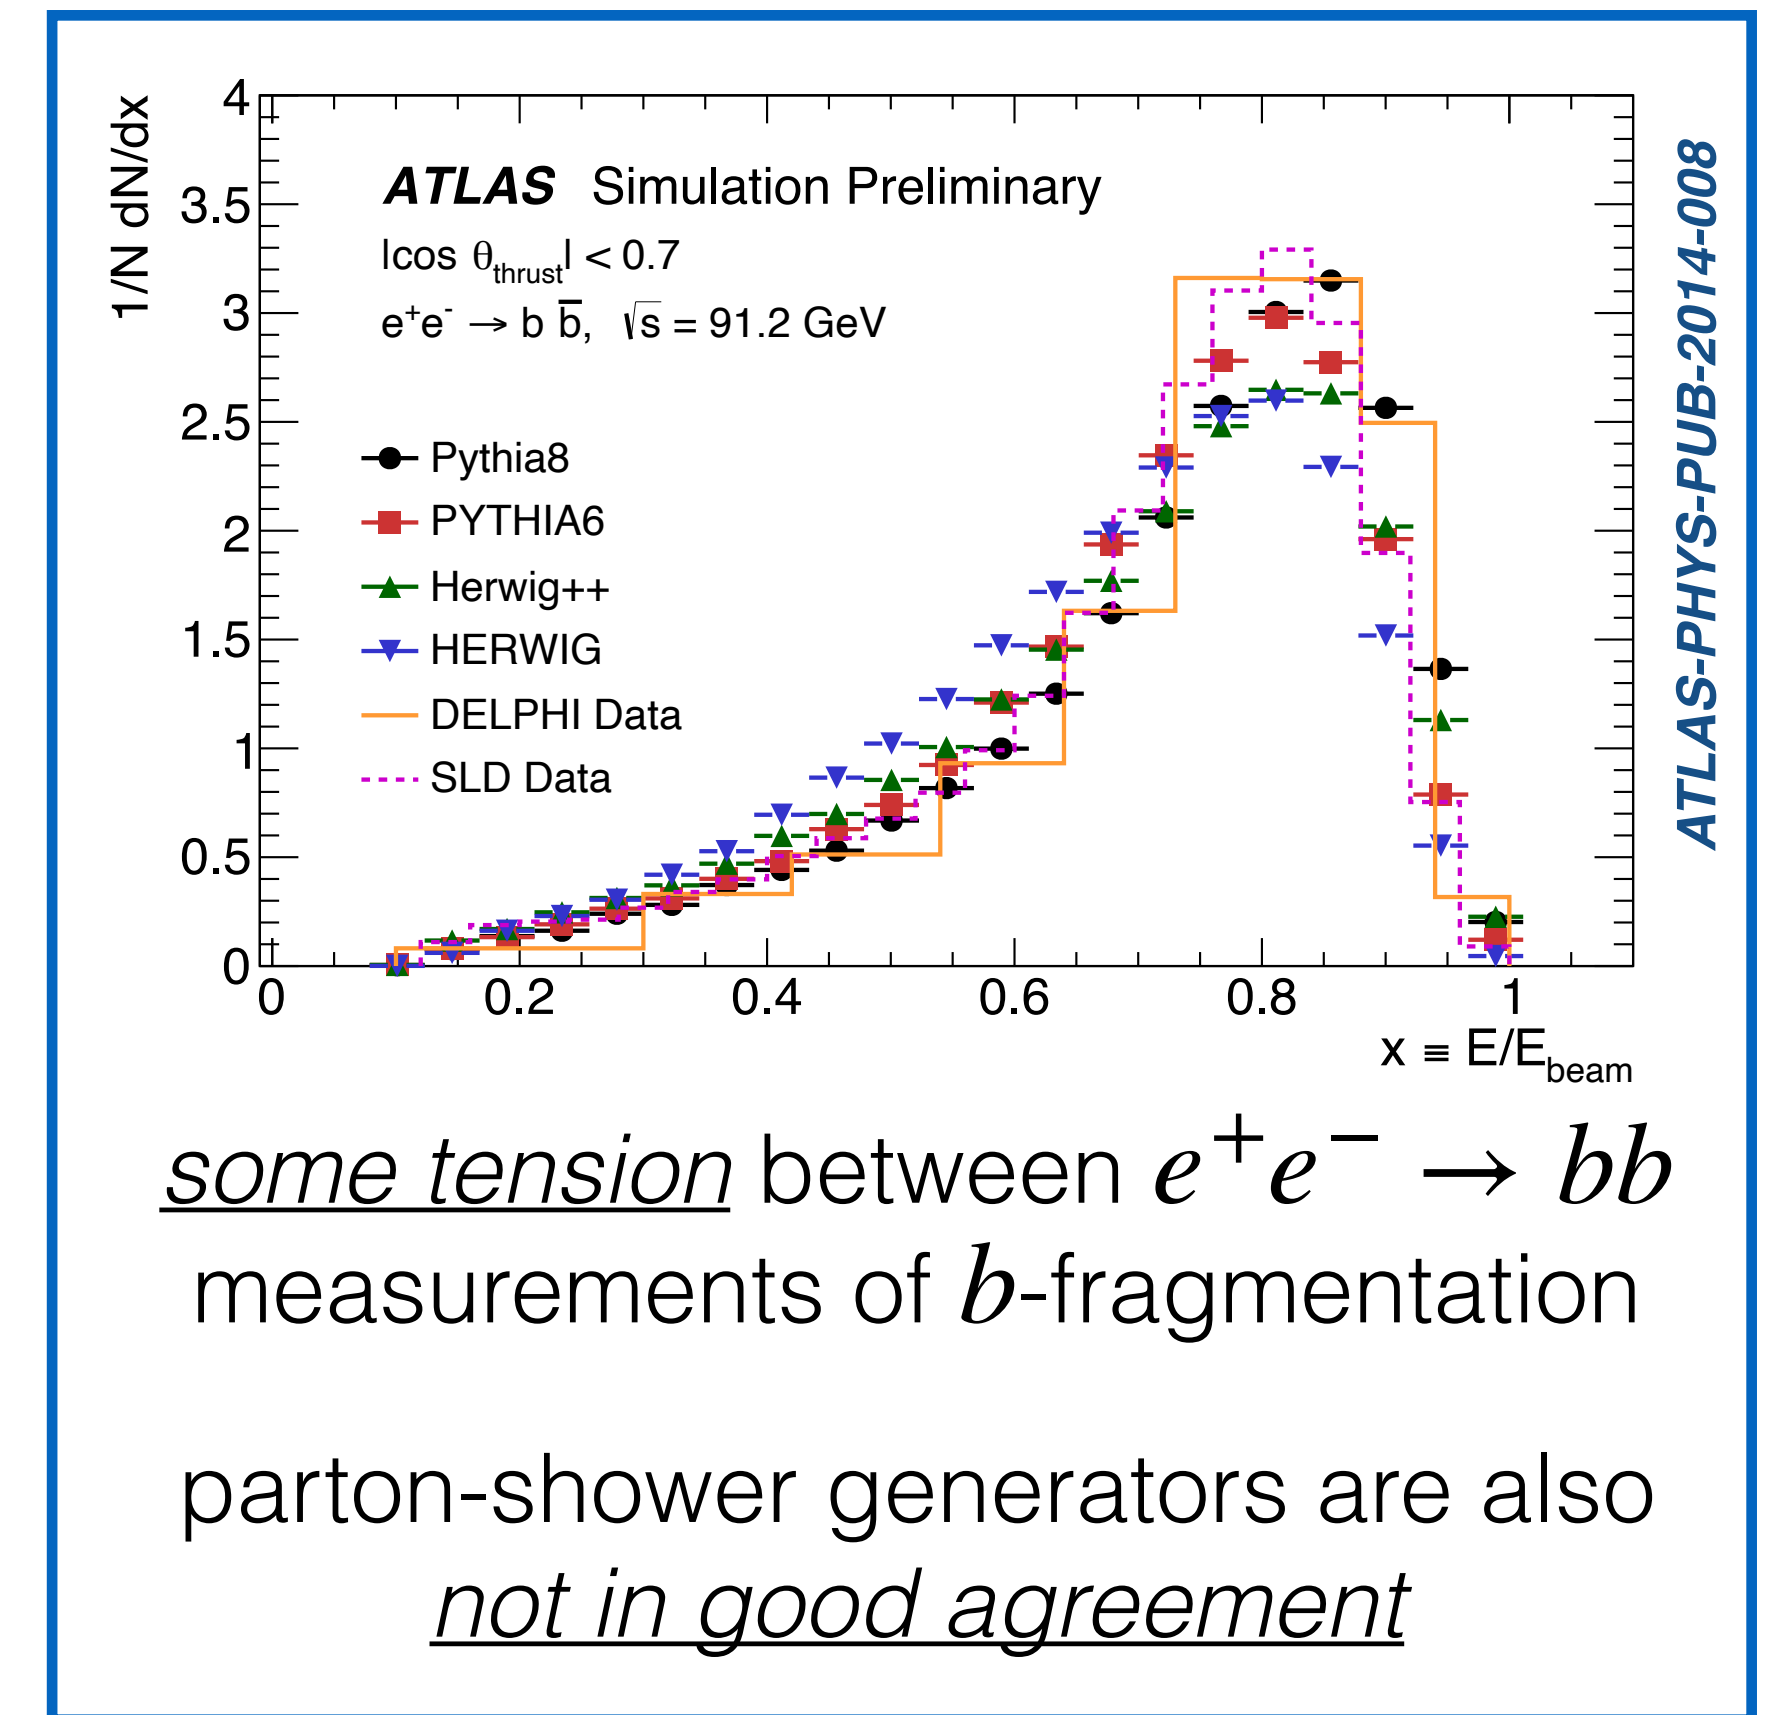 1/N dN/dx
4
3.5
3
2.5
2
1.5
1
0.5
0
ATLAS Simulation Preliminary
|cos θthrust| < 0.7
e⁺e⁻ → b b̅, √s = 91.2 GeV
Pythia8
PYTHIA6
Herwig++
HERWIG
DELPHI Data
SLD Data
0 0.2 0.4 0.6 0.8 1
x ≡ E/Ebeam
ATLAS-PHYS-PUB-2014-008
some tension between e⁺e⁻ → bb
measurements of b-fragmentation
parton-shower generators are also
not in good agreement